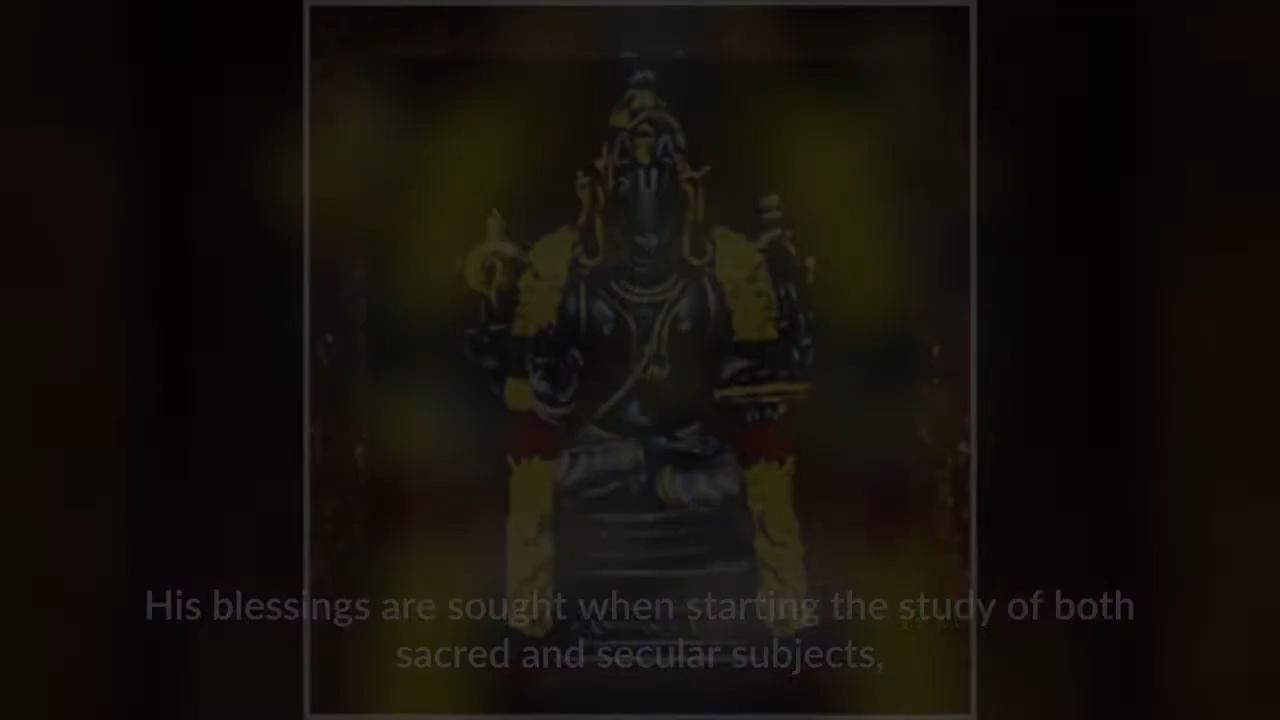 His blessings are sought when starting the study of both
sacred and secular subjects,